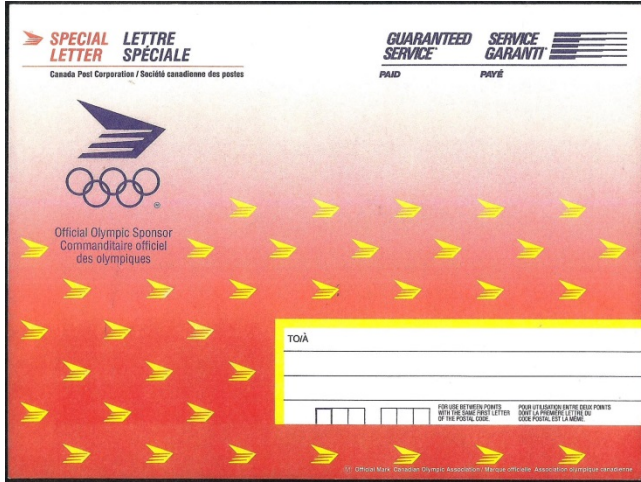 SPECIAL LETTRE
LETTER SPÉCIALE
Canada Post Corporation / Société canadienne des postes
GUARANTEED SERVICE
SERVICE* GARANTI*
PAID PAYÉ
®
Official Olympic Sponsor
Commanditaire officiel
des olympiques
TO/À
FOR USE BETWEEN POINTS
WITH THE SAME FIRST LETTER
OF THE POSTAL CODE.
POUR UTILISATION ENTRE DEUX POINTS
DONT LA PREMIÈRE LETTRE DU
CODE POSTAL EST LA MÊME.
Official Mark Canadian Olympic Association / Marque officielle Association olympique canadienne